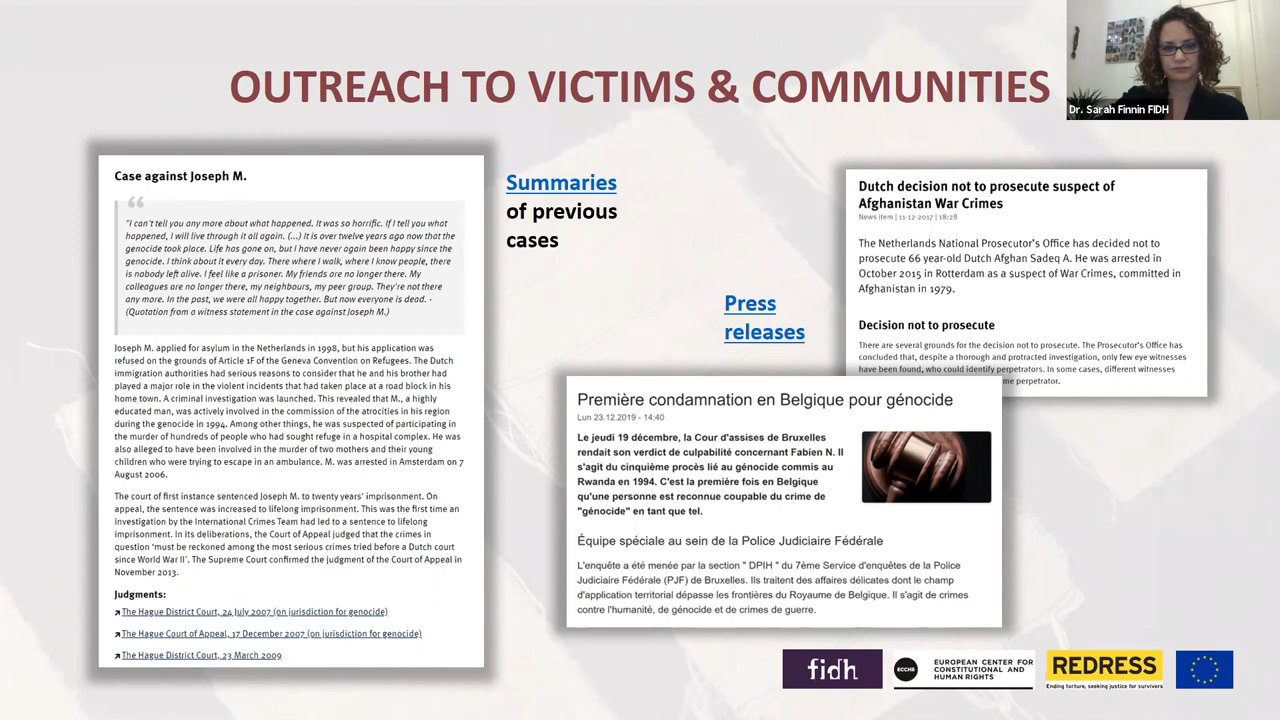 OUTREACH TO VICTIMS & COMMUNITIES
Dr. Sarah Finnin FIDH
Case against Joseph M.
"I can't tell you any more about what happened. It was so horrific. If I tell you what
happened, I will live through it all again. (...) It is over twelve years ago now that the
genocide took place. Life has gone on, but I have never again been happy since the
genocide. I think about it every day. There where I walk, where I know people, there
is nobody left alive. I feel like a prisoner. My friends are no longer there. My
colleagues are no longer there, my neighbours, my peer group. They're not there
any more. In the past, we were all happy together. But now everyone is dead. -
(Quotation from a witness statement in the case against Joseph M.)
Joseph M. applied for asylum in the Netherlands in 1998, but his application was
refused on the grounds of Article 1F of the Geneva Convention on Refugees. The Dutch
immigration authorities had serious reasons to consider that he and his brother had
played a major role in the violent incidents that had taken place at a road block in his
home town. A criminal investigation was launched. This revealed that M., a highly
educated man, was actively involved in the commission of the atrocities in his region
during the genocide in 1994. Among other things, he was suspected of participating in
the murder of hundreds of people who had sought refuge in a hospital complex. He was
also alleged to have been involved in the murder of two mothers and their young
children who were trying to escape in an ambulance. M. was arrested in Amsterdam on 7
August 2006.
The court of first instance sentenced Joseph M. to twenty years' imprisonment. On
appeal, the sentence was increased to lifelong imprisonment. This was the first time an
investigation by the International Crimes Team had led to a sentence to lifelong
imprisonment. In its deliberations, the Court of Appeal judged that the crimes in
question 'must be reckoned among the most serious crimes tried before a Dutch court
since World War II'. The Supreme Court confirmed the judgment of the Court of Appeal in
November 2013.
Judgments:
The Hague District Court, 24 July 2007 (on jurisdiction for genocide)
The Hague Court of Appeal, 17 December 2007 (on jurisdiction for genocide)
The Hague District Court, 23 March 2009
Summaries
of previous
cases
Press
releases
Dutch decision not to prosecute suspect of
Afghanistan War Crimes
News item | 11-12-2017 | 18:28
The Netherlands National Prosecutor's Office has decided not to
prosecute 66 year-old Dutch Afghan Sadeq A. He was arrested in
October 2015 in Rotterdam as a suspect of War Crimes, committed in
Afghanistan in 1979.
Decision not to prosecute
There are several grounds for the decision not to prosecute. The Prosecutor's Office has
concluded that, despite a thorough and protracted investigation, only few eye witnesses
have been found, who could identify perpetrators. In some cases, different witnesses
me perpetrator.
Première condamnation en Belgique pour génocide
Lun 23.12.2019 - 14:40
Le jeudi 19 décembre, la Cour d'assises de Bruxelles
rendait son verdict de culpabilité concernant Fabien N. Il
s'agit du cinquième procès lié au génocide commis au
Rwanda en 1994. C'est la première fois en Belgique
qu'une personne est reconnue coupable du crime de
"génocide" en tant que tel.
Équipe spéciale au sein de la Police Judiciaire Fédérale
L'enquête a été menée par la section " DPIH " du 7ème Service d'enquêtes de la Police
Judiciaire Fédérale (PJF) de Bruxelles. Ils traitent des affaires délicates dont le champ
d'application territorial dépasse les frontières du Royaume de Belgique. Il s'agit de crimes
contre l'humanité, de génocide et de crimes de guerre.
fidh
ECCHR
EUROPEAN CENTER FOR
CONSTITUTIONAL AND
HUMAN RIGHTS
REDRESS
Ending torture, seeking justice for survivors